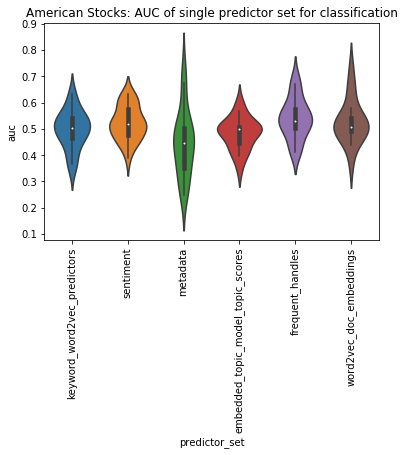 American Stocks: AUC of single predictor set for classification
auc
0.9
0.8
0.7
0.6
0.5
0.4
0.3
0.2
0.1
keyword_word2vec_predictors
sentiment
metadata
embedded_topic_model_topic_scores
frequent_handles
word2vec_doc_embeddings
predictor_set